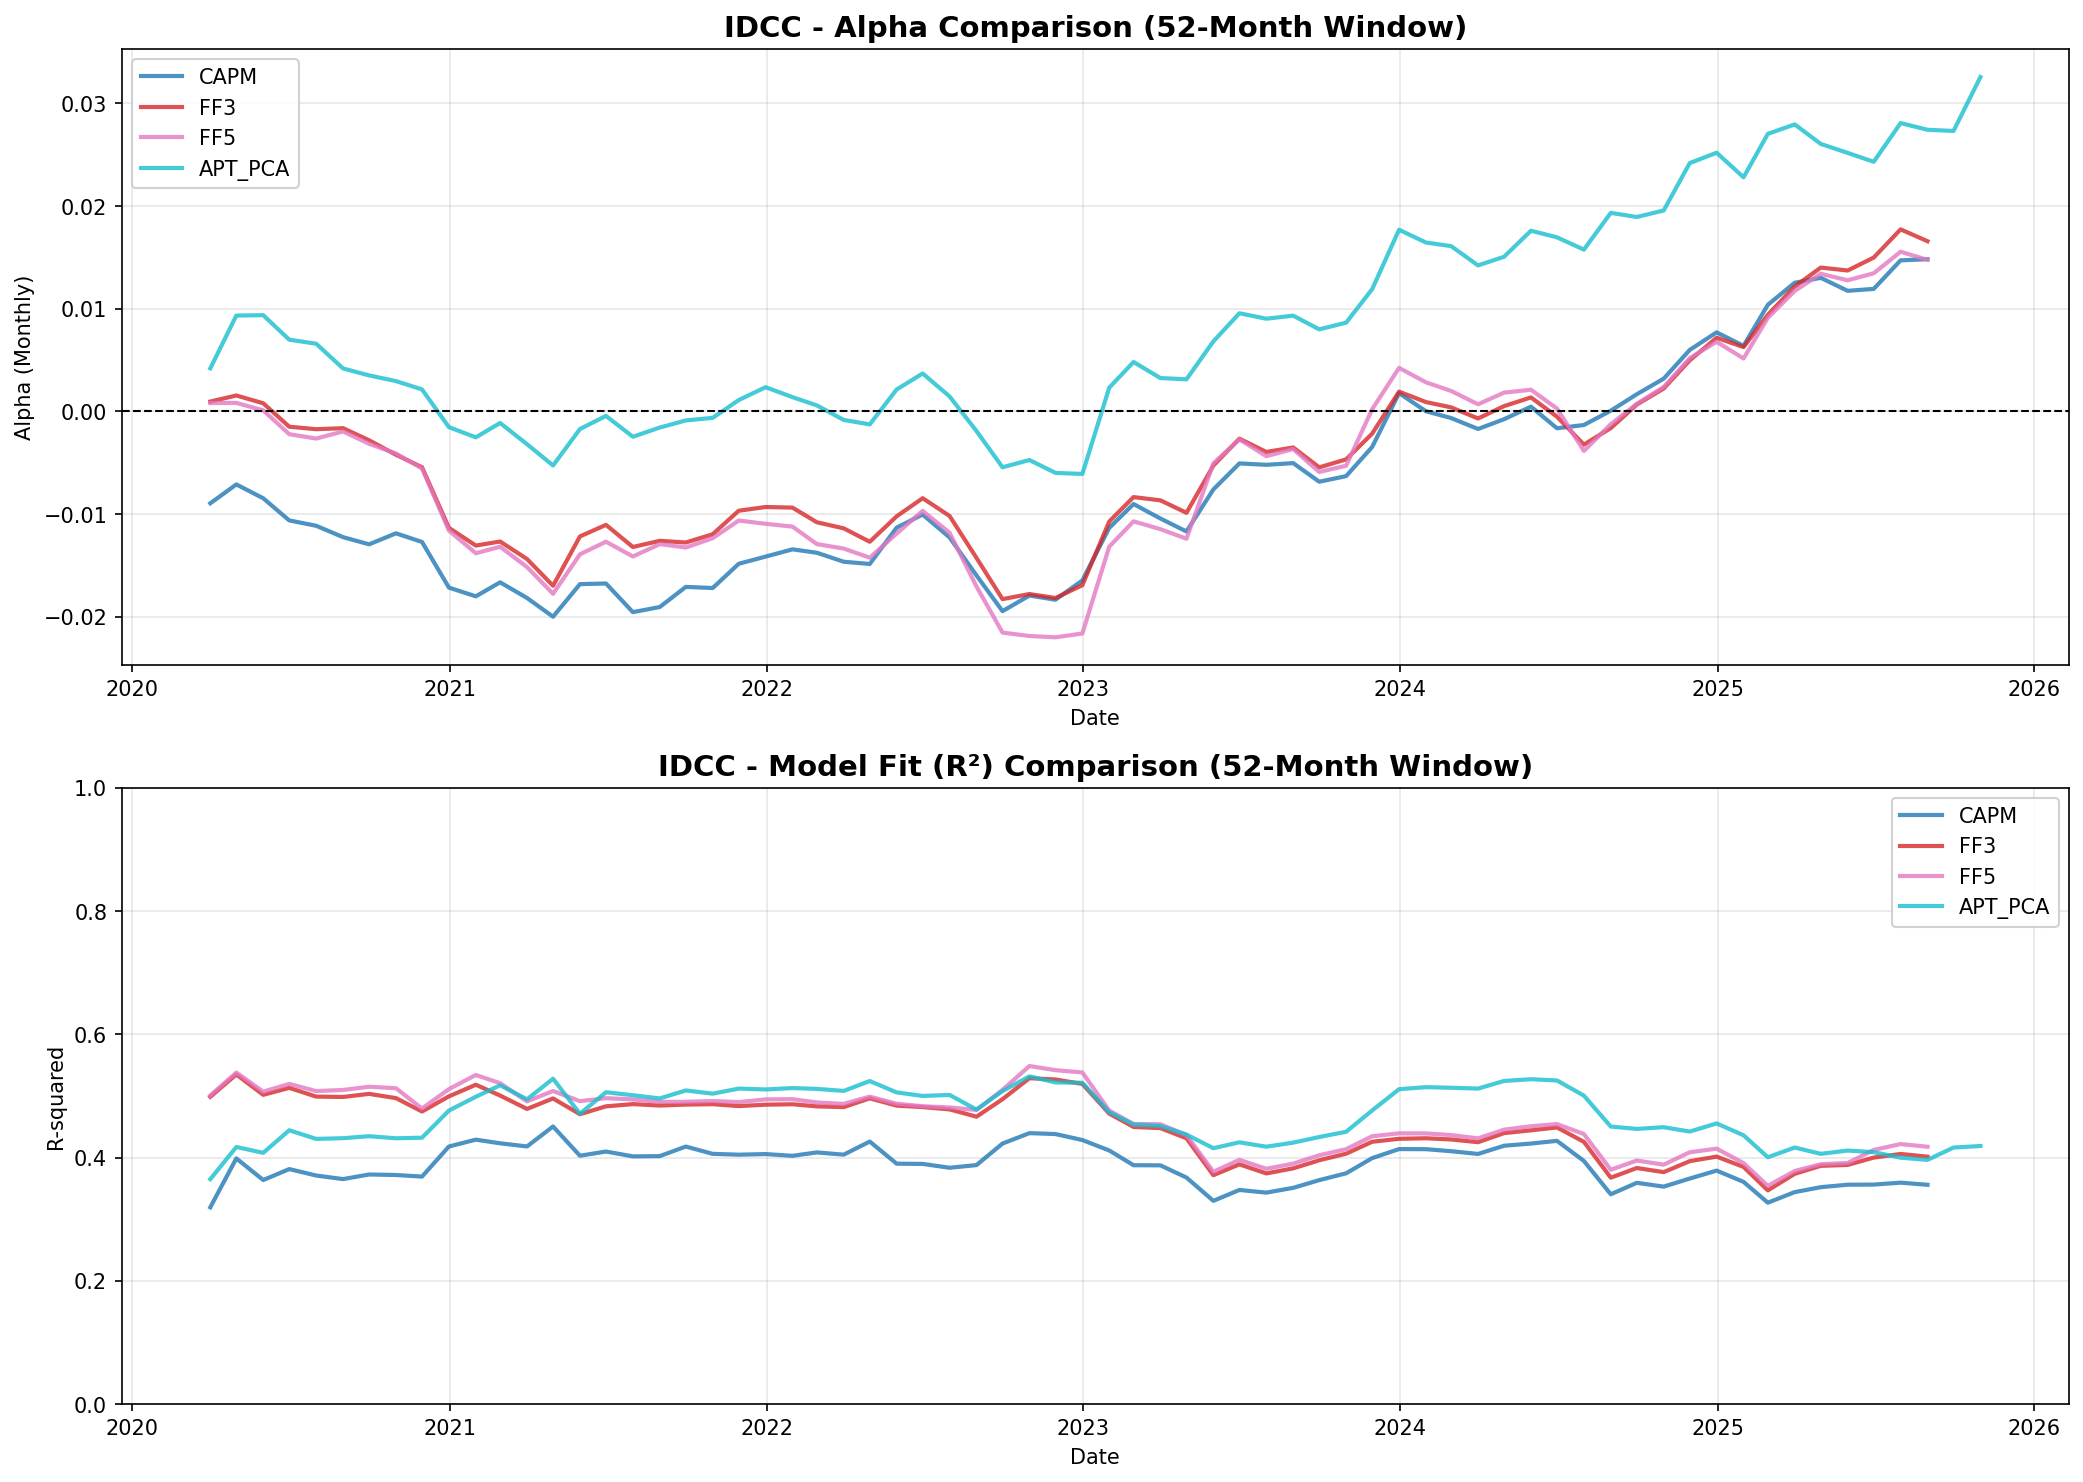 IDCC - Alpha Comparison (52-Month Window)
CAPM
FF3
FF5
APT_PCA
0.03
0.02
0.01
0.00
−0.01
−0.02
Alpha (Monthly)
2020 2021 2022 2023 2024 2025 2026
Date
IDCC - Model Fit (R²) Comparison (52-Month Window)
CAPM
FF3
FF5
APT_PCA
1.0
0.8
0.6
0.4
0.2
0.0
R-squared
2020 2021 2022 2023 2024 2025 2026
Date